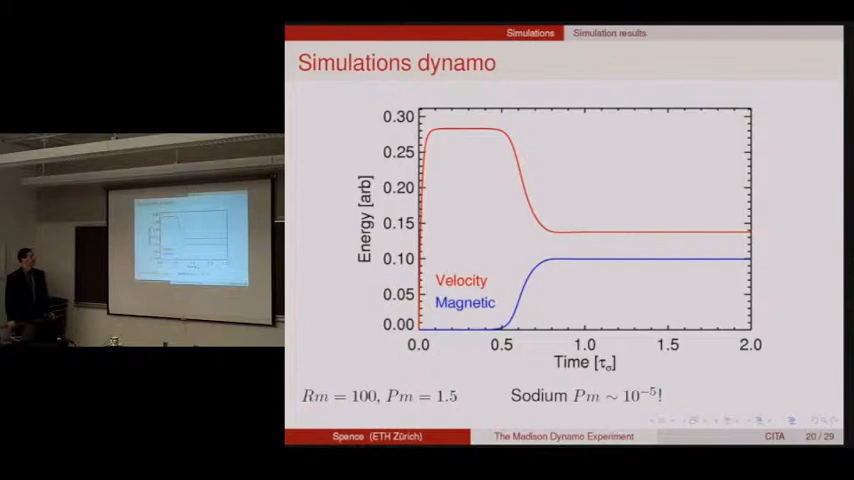 Simulations Simulation results
Simulations dynamo
0.30
0.25
0.20
0.15
0.10
0.05
0.00
Energy [arb]
Velocity
Magnetic
0.0 0.5 1.0 1.5 2.0
Time [τσ]
Rm = 100, Pm = 1.5 Sodium Pm ∼ 10⁻⁵!
Spence (ETH Zürich) The Madison Dynamo Experiment CITA 20 / 29